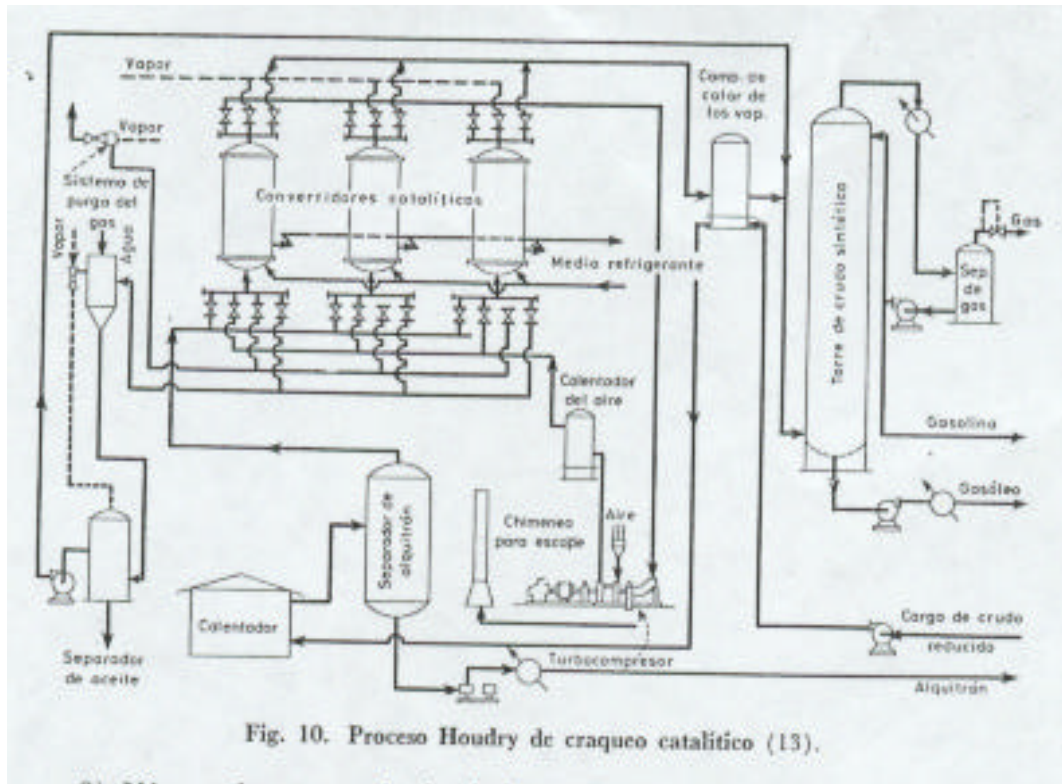 Vapor
Vapor
Sistema de
purga del
gas
Vapor
Agua
Convertidores catalíticos
Medio refrigerante
Camb. de
calor de
los vap.
Torre de crudo sintético
Gas
Sep.
de
gas
Calentador
del aire
Gasolina
Gasóleo
Separador de
alquitrán
Chimenea
para escape
Aire
Calentador
Turbocompresor
Carga de crudo
reducido
Alquitrán
Separador
de aceite
Fig. 10. Proceso Houdry de craqueo catalítico (13).